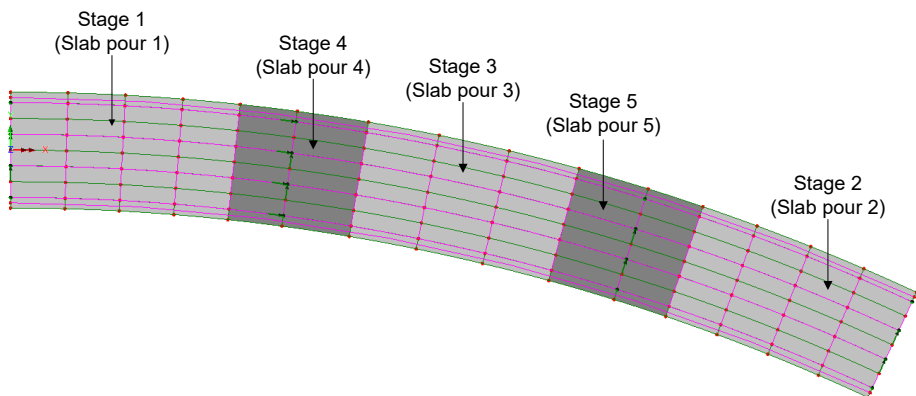 Stage 1
(Slab pour 1)
Stage 4
(Slab pour 4)
Stage 3
(Slab pour 3)
Stage 5
(Slab pour 5)
Stage 2
(Slab pour 2)
X